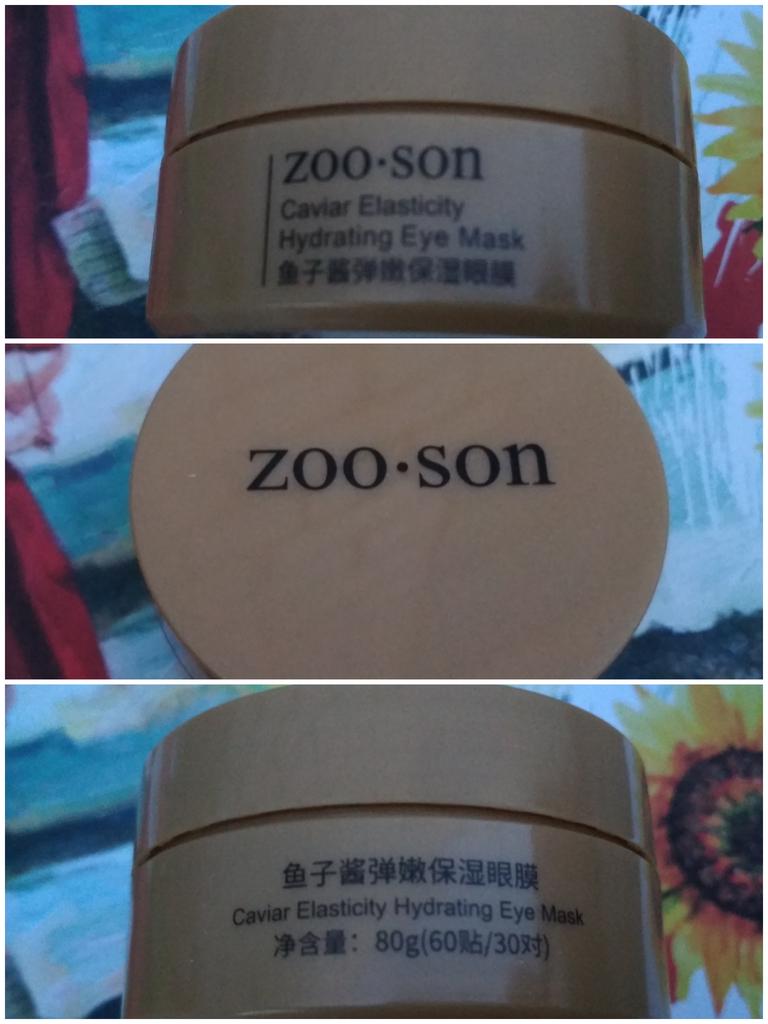 zoo·son
Caviar Elasticity
Hydrating Eye Mask
鱼子酱弹嫩保湿眼膜
zoo·son
鱼子酱弹嫩保湿眼膜
Caviar Elasticity Hydrating Eye Mask
净含量：80g(60贴/30对)